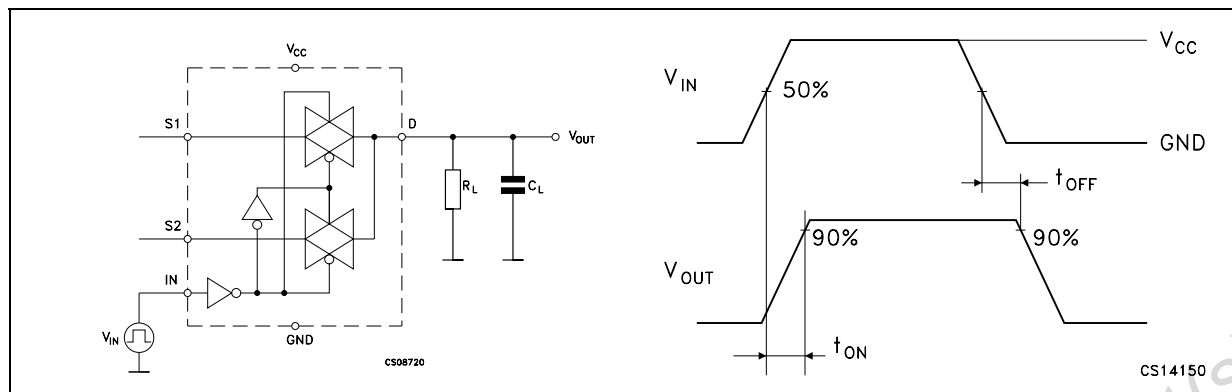 VCC
S1
D
VOUT
RL
CL
S2
IN
VIN
GND
CS08720
VIN
50%
VCC
GND
tOFF
90%
90%
VOUT
tON
CS14150